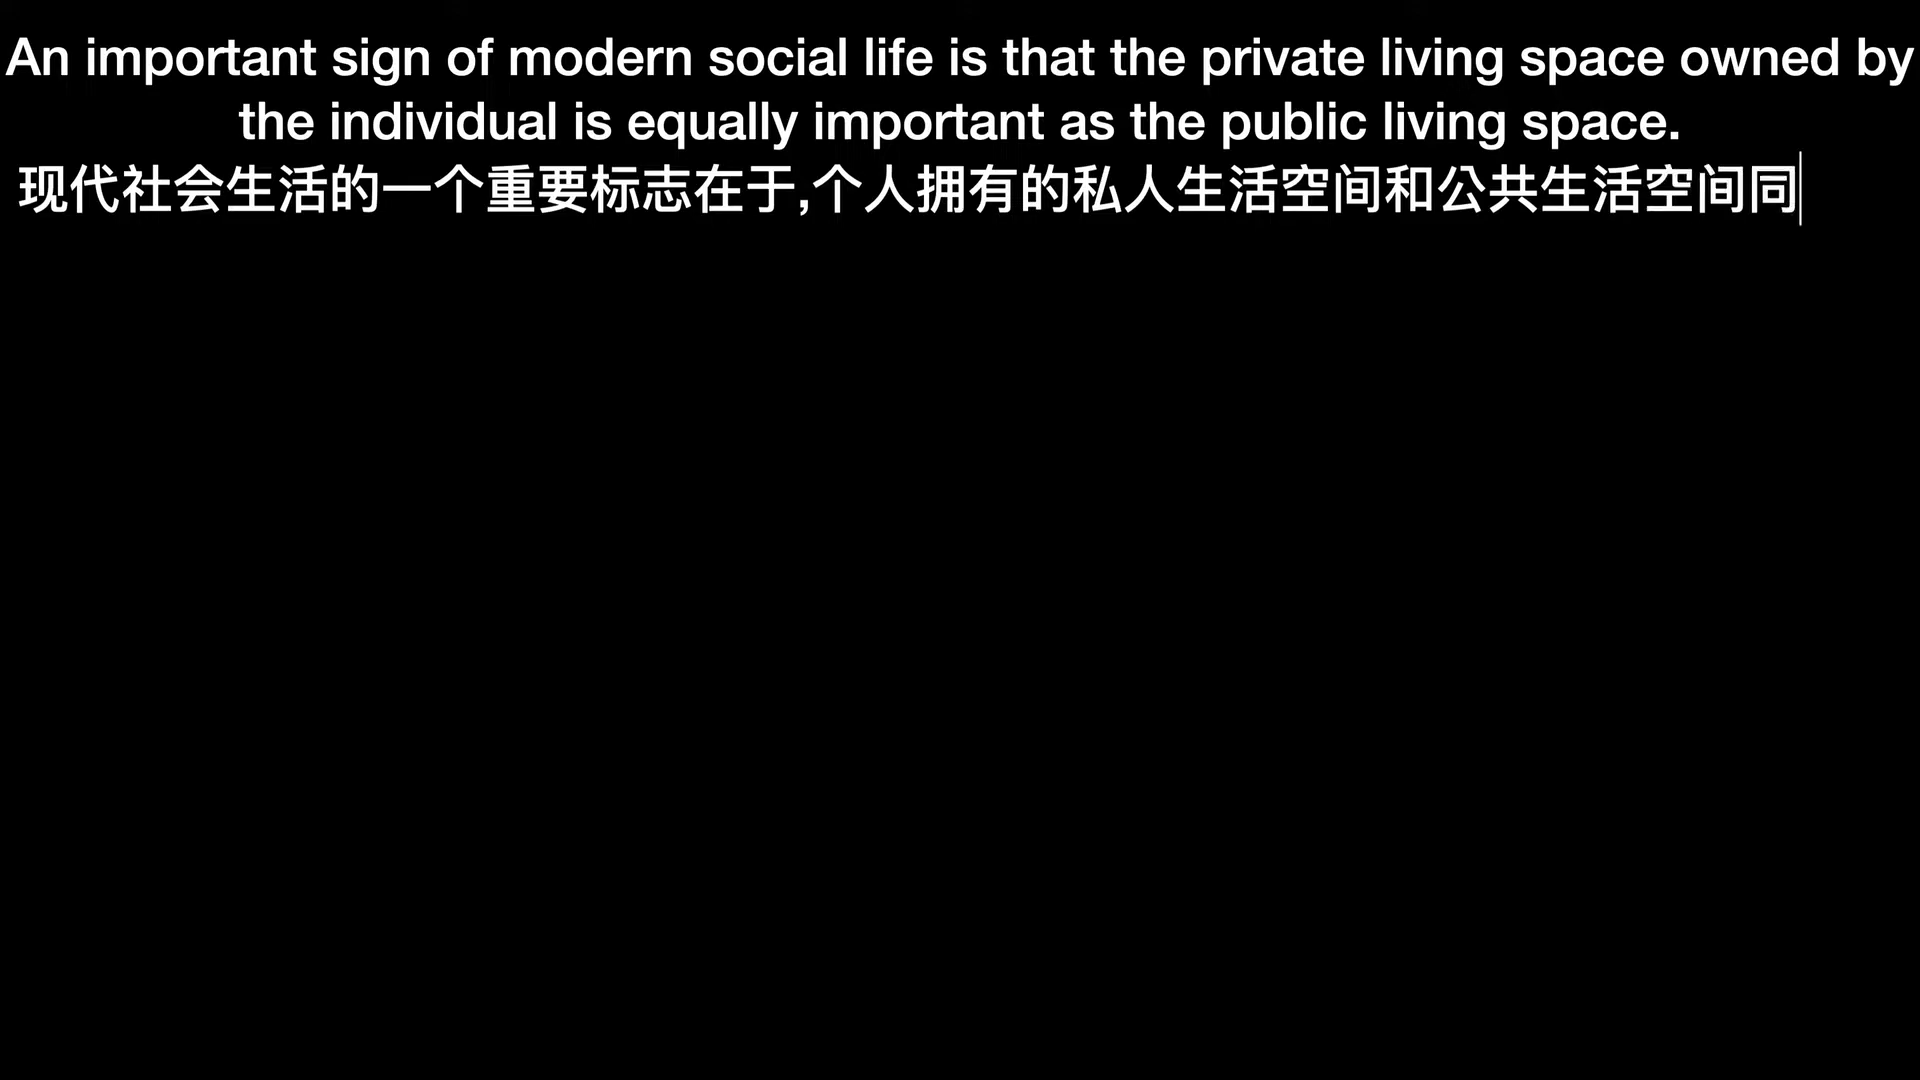 An important sign of modern social life is that the private living space owned by
the individual is equally important as the public living space.
现代社会生活的一个重要标志在于,个人拥有的私人生活空间和公共生活空间同